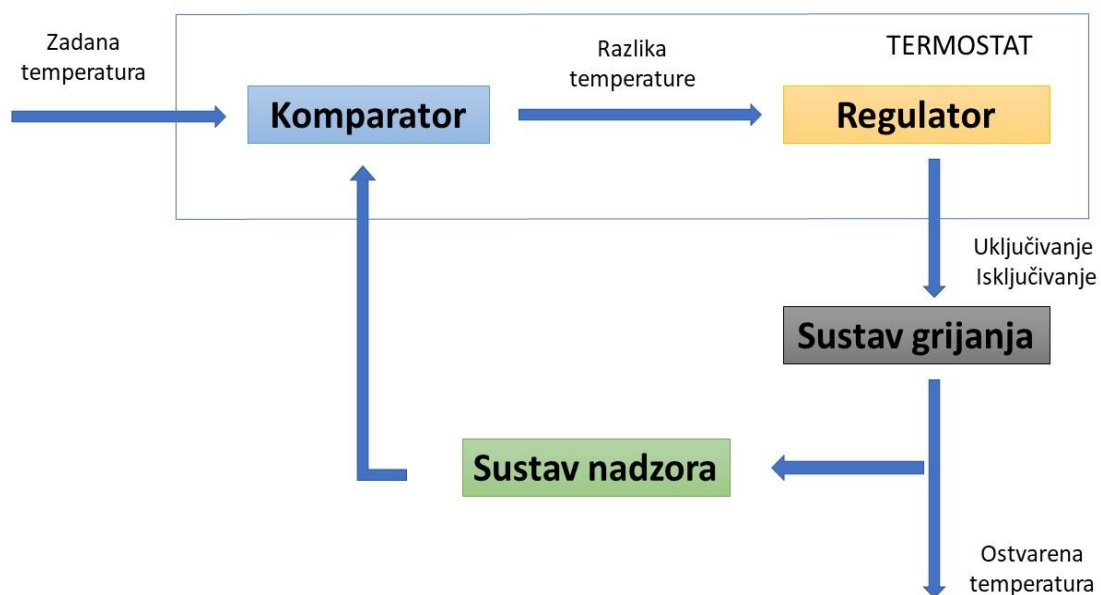 Zadana
temperatura
Komparator
Razlika
temperature
TERMOSTAT
Regulator
Uključivanje
Isključivanje
Sustav grijanja
Sustav nadzora
Ostvarena
temperatura